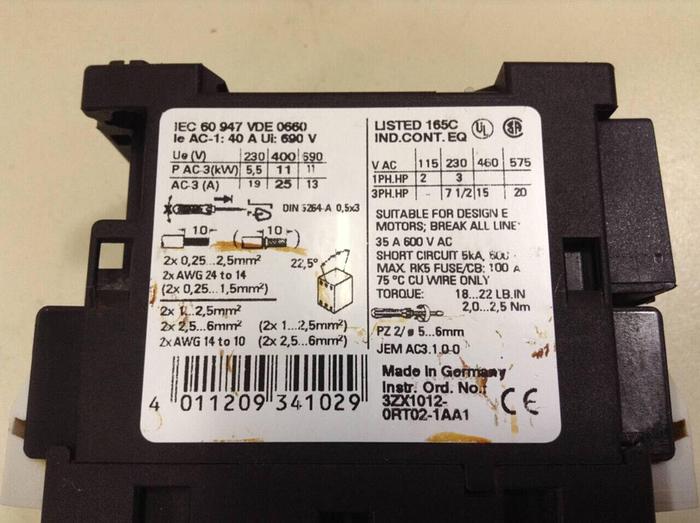 IEC 60 947 VDE 0660
Ie AC-1: 40 A Ui: 690 V
Ue (V) 230 400 690
P AC-3(kW) 5,5 11 11
AC-3 (A) 19 25 13
DIN 5264-A 0,5x3
10 (10)
2x 0,25...2,5mm²
2x AWG 24 to 14
(2x 0,25...1,5mm²)
22,5°
2x 1...2,5mm²
2x 2,5...6mm² (2x 1...2,5mm²)
2x AWG 14 to 10 (2x 2,5...6mm²)
4 011209 341029
LISTED 165C
IND.CONT. EQ
UL
SA
V AC 115 230 460 575
1PH.HP 2 3
3PH.HP 7 1/2 15 20
SUITABLE FOR DESIGN E
MOTORS; BREAK ALL LINE
35 A 600 V AC
SHORT CIRCUIT 5kA, 600
MAX. RK5 FUSE/CB: 100 A
75 °C CU WIRE ONLY
TORQUE: 18...22 LB.IN
2,0...2,5 Nm
PZ 2/ ø 5...6mm
JEM AC3.1.0-0
Made in Germany
Instr. Ord. No.:
3ZX1012-
0RT02-1AA1
CE